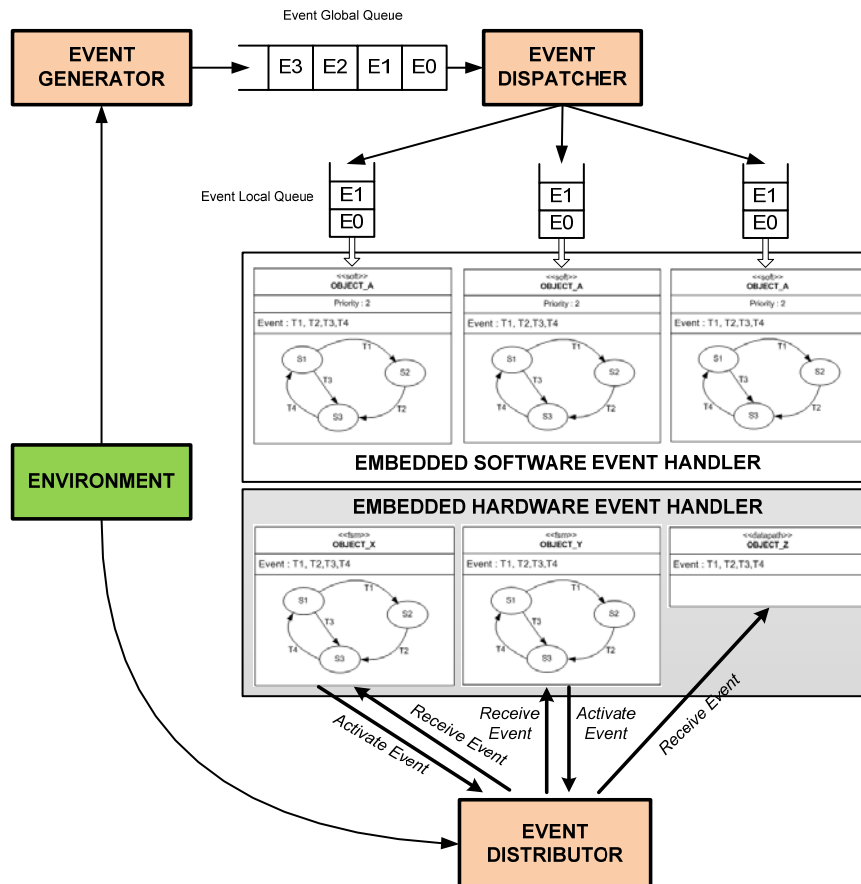 Event Global Queue
EVENT
GENERATOR
E3 E2 E1 E0
EVENT
DISPATCHER
Event Local Queue
E1
E0
E1
E0
E1
E0
<<soft>>
OBJECT_A
Priority : 2
Event : T1, T2,T3,T4
S1
T1
S2
T3
T4
S3
T2
<<soft>>
OBJECT_A
Priority : 2
Event : T1, T2,T3,T4
S1
T1
S2
T3
T4
S3
T2
<<soft>>
OBJECT_A
Priority : 2
Event : T1, T2,T3,T4
S1
T1
S2
T3
T4
S3
T2
EMBEDDED SOFTWARE EVENT HANDLER
ENVIRONMENT
EMBEDDED HARDWARE EVENT HANDLER
<<fsm>>
OBJECT_X
Event : T1, T2,T3,T4
S1
T1
S2
T3
T4
S3
T2
<<fsm>>
OBJECT_Y
Event : T1, T2,T3,T4
S1
T1
S2
T3
T4
S3
T2
<<datapath>>
OBJECT_Z
Event : T1, T2,T3,T4
Activate Event
Receive Event
Receive
Event
Activate
Event
Receive Event
EVENT
DISTRIBUTOR